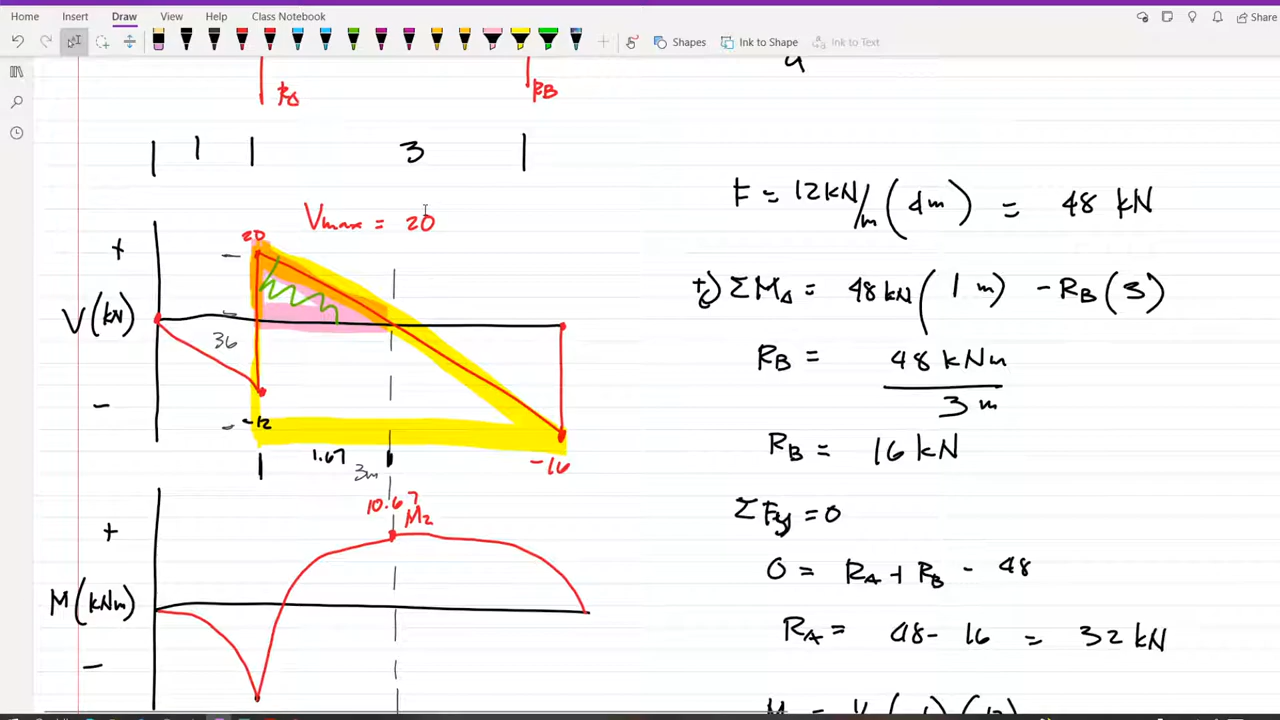 Home Insert Draw View Help Class Notebook
Share
Shapes Ink to Shape Ink to Text
RA
RB
1 3
Vmax = 20
+
20
V (kN)
36
-
-12
1.67
3m
-16
10.67
M2
+
M (kNm)
-
F = 12kN/m (4m) = 48 kN
+ ΣMA = 48kN (1m) - RB (3)
RB = 48 kNm
3 m
RB = 16 kN
ΣFy = 0
0 = RA + RB - 48
RA = 48 - 16 = 32 kN